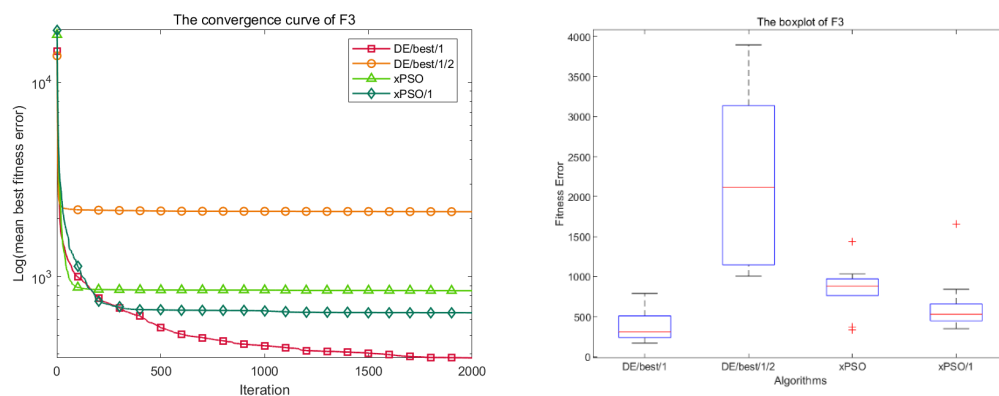 The convergence curve of F3
DE/best/1
DE/best/1/2
xPSO
xPSO/1
10^4
10^3
Log(mean best fitness error)
0
500
1000
1500
2000
Iteration
The boxplot of F3
4000
3500
3000
2500
2000
1500
1000
500
0
Fitness Error
DE/best/1
DE/best/1/2
xPSO
xPSO/1
Algorithms